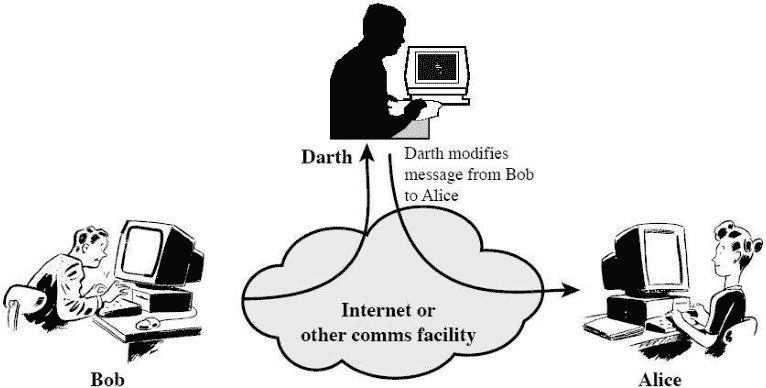 Darth
Darth modifies
message from Bob
to Alice
Internet or
other comms facility
Bob
Alice